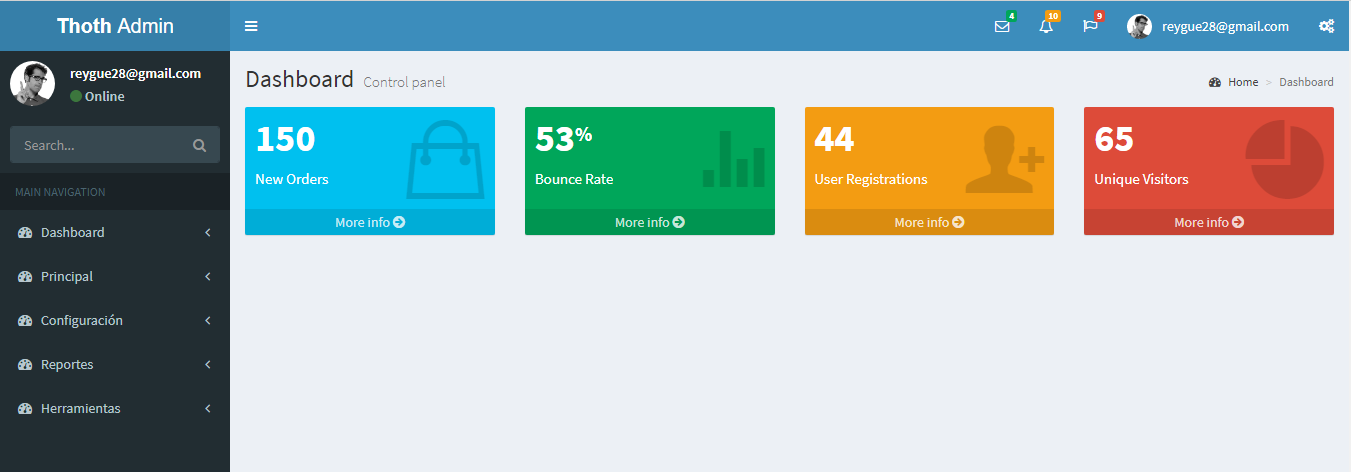 Thoth Admin
4
10
9
reygue28@gmail.com
reygue28@gmail.com
Online
Search...
MAIN NAVIGATION
Dashboard
Principal
Configuración
Reportes
Herramientas
Dashboard Control panel
Home > Dashboard
150
New Orders
More info
53%
Bounce Rate
More info
44
User Registrations
More info
65
Unique Visitors
More info